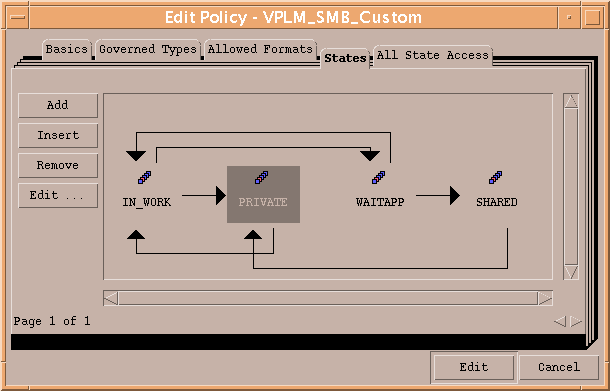 Edit Policy - VPLM_SMB_Custom
Basics Governed Types Allowed Formats States All State Access
Add
Insert
Remove
Edit ...
IN_WORK PRIVATE WAITAPP SHARED
Page 1 of 1
Edit Cancel